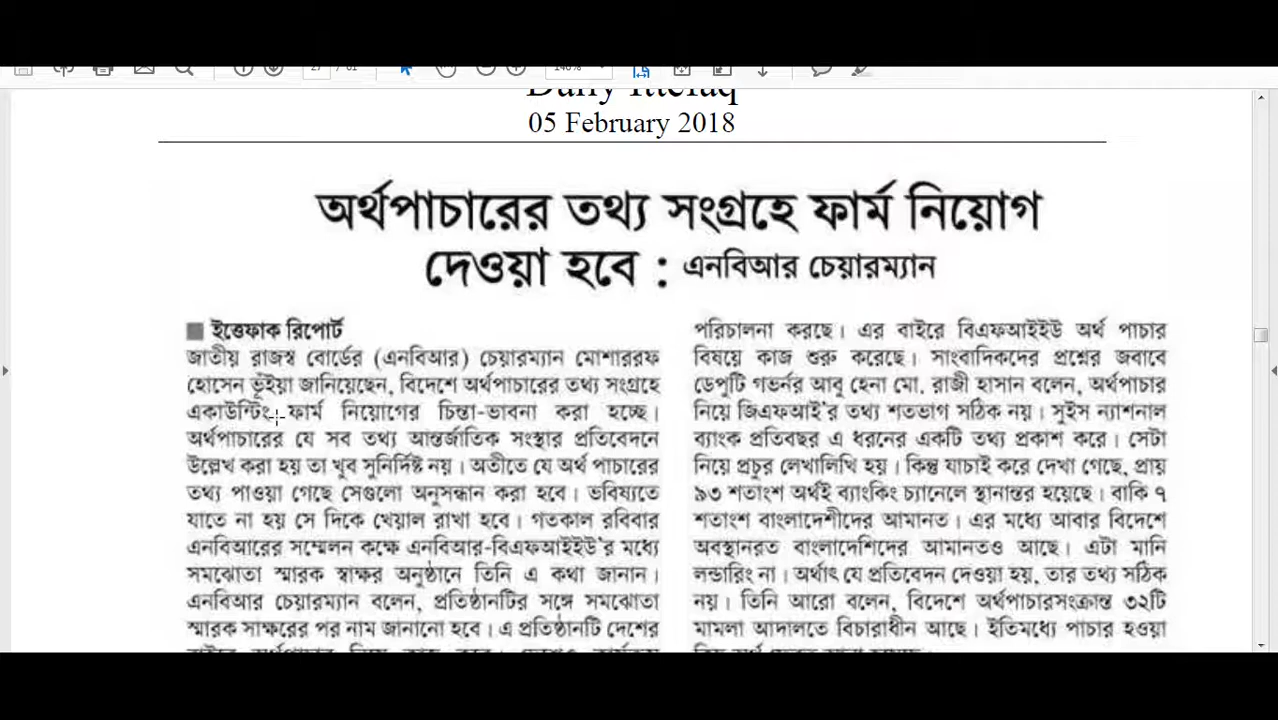 27 / 61
146%
Daily Ittefaq
05 February 2018
অর্থপাচারের তথ্য সংগ্রহে ফার্ম নিয়োগ
দেওয়া হবে : এনবিআর চেয়ারম্যান
ইত্তেফাক রিপোর্ট
জাতীয় রাজস্ব বোর্ডের (এনবিআর) চেয়ারম্যান মোশাররফ
হোসেন ভূঁইয়া জানিয়েছেন, বিদেশে অর্থপাচারের তথ্য সংগ্রহে
একাউন্টিং ফার্ম নিয়োগের চিন্তা-ভাবনা করা হচ্ছে।
অর্থপাচারের যে সব তথ্য আন্তর্জাতিক সংস্থার প্রতিবেদনে
উল্লেখ করা হয় তা খুব সুনির্দিষ্ট নয়। অতীতে যে অর্থ পাচারের
তথ্য পাওয়া গেছে সেগুলো অনুসন্ধান করা হবে। ভবিষ্যতে
যাতে না হয় সে দিকে খেয়াল রাখা হবে। গতকাল রবিবার
এনবিআরের সম্মেলন কক্ষে এনবিআর-বিএফআইইউ'র মধ্যে
সমঝোতা স্মারক স্বাক্ষর অনুষ্ঠানে তিনি এ কথা জানান।
এনবিআর চেয়ারম্যান বলেন, প্রতিষ্ঠানটির সঙ্গে সমঝোতা
স্মারক সাক্ষরের পর নাম জানানো হবে। এ প্রতিষ্ঠানটি দেশের
পরিচালনা করছে। এর বাইরে বিএফআইইউ অর্থ পাচার
বিষয়ে কাজ শুরু করেছে। সাংবাদিকদের প্রশ্নের জবাবে
ডেপুটি গভর্নর আবু হেনা মো. রাজী হাসান বলেন, অর্থপাচার
নিয়ে জিএফআই'র তথ্য শতভাগ সঠিক নয়। সুইস ন্যাশনাল
ব্যাংক প্রতিবছর এ ধরনের একটি তথ্য প্রকাশ করে। সেটা
নিয়ে প্রচুর লেখালিখি হয়। কিন্তু যাচাই করে দেখা গেছে, প্রায়
৯৩ শতাংশ অর্থই ব্যাংকিং চ্যানেলে স্থানান্তর হয়েছে। বাকি ৭
শতাংশ বাংলাদেশীদের আমানত। এর মধ্যে আবার বিদেশে
অবস্থানরত বাংলাদেশিদের আমানতও আছে। এটা মানি
লন্ডারিং না। অর্থাৎ যে প্রতিবেদন দেওয়া হয়, তার তথ্য সঠিক
নয়। তিনি আরো বলেন, বিদেশে অর্থপাচারসংক্রান্ত ৩২টি
মামলা আদালতে বিচারাধীন আছে। ইতিমধ্যে পাচার হওয়া